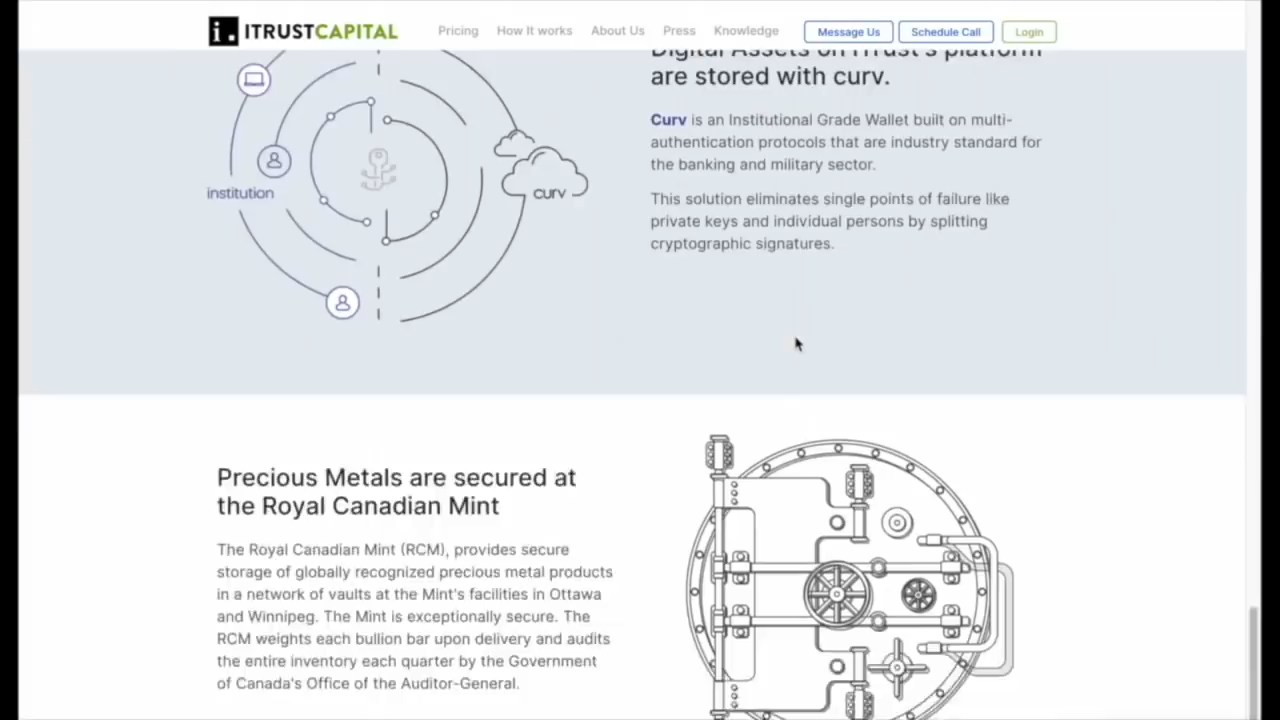 i. ITRUSTCAPITAL
Pricing How It works About Us Press Knowledge Message Us Schedule Call Login
Digital Assets on iTrust's platform
are stored with curv.
Curv is an Institutional Grade Wallet built on multi-
authentication protocols that are industry standard for
the banking and military sector.
This solution eliminates single points of failure like
private keys and individual persons by splitting
cryptographic signatures.
institution
curv
Precious Metals are secured at
the Royal Canadian Mint
The Royal Canadian Mint (RCM), provides secure
storage of globally recognized precious metal products
in a network of vaults at the Mint's facilities in Ottawa
and Winnipeg. The Mint is exceptionally secure. The
RCM weights each bullion bar upon delivery and audits
the entire inventory each quarter by the Government
of Canada's Office of the Auditor-General.